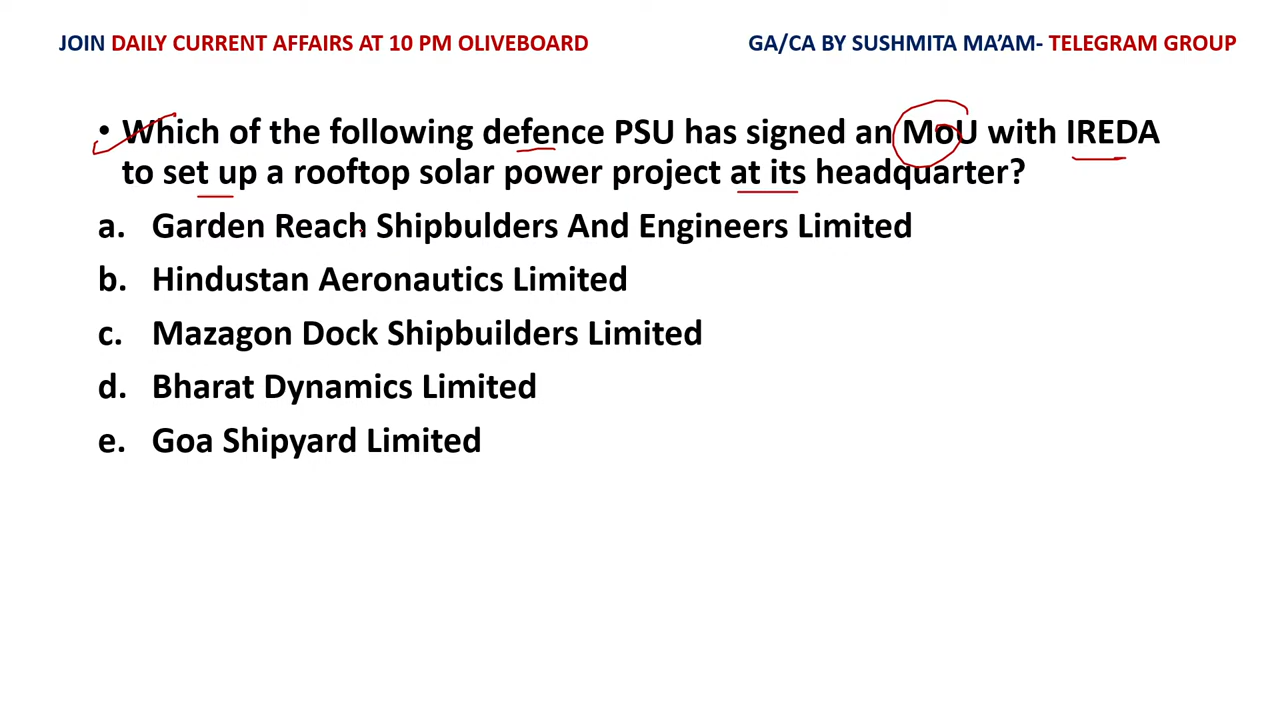 JOIN DAILY CURRENT AFFAIRS AT 10 PM OLIVEBOARD
GA/CA BY SUSHMITA MA'AM- TELEGRAM GROUP
• Which of the following defence PSU has signed an MoU with IREDA
to set up a rooftop solar power project at its headquarter?
a. Garden Reach Shipbulders And Engineers Limited
b. Hindustan Aeronautics Limited
c. Mazagon Dock Shipbuilders Limited
d. Bharat Dynamics Limited
e. Goa Shipyard Limited